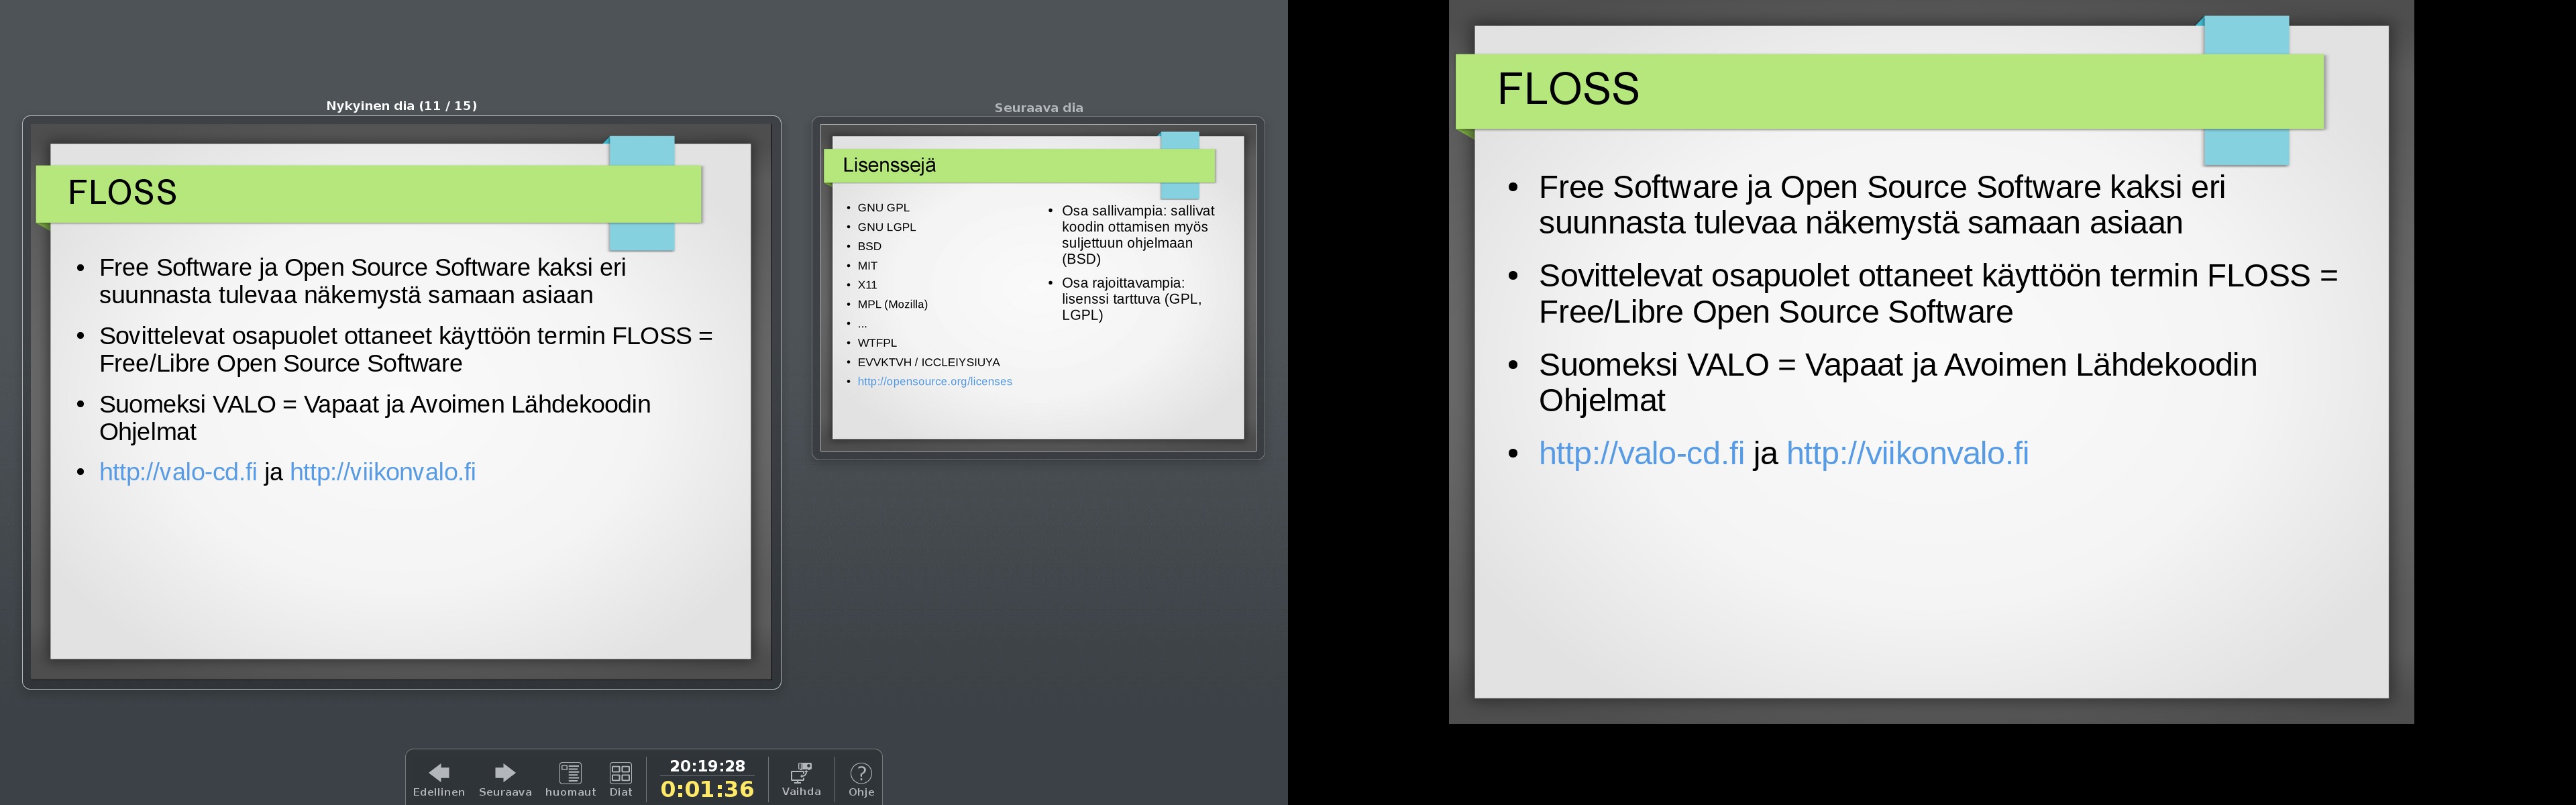 Nykyinen dia (11 / 15)
FLOSS
• Free Software ja Open Source Software kaksi eri
suunnasta tulevaa näkemystä samaan asiaan
• Sovittelevat osapuolet ottaneet käyttöön termin FLOSS =
Free/Libre Open Source Software
• Suomeksi VALO = Vapaat ja Avoimen Lähdekoodin
Ohjelmat
• http://valo-cd.fi ja http://viikonvalo.fi
Seuraava dia
Lisenssejä
• GNU GPL
• GNU LGPL
• BSD
• MIT
• X11
• MPL (Mozilla)
• ...
• WTFPL
• EVVKTVH / ICCLEIYSIUYA
• http://opensource.org/licenses
• Osa sallivampia: sallivat
koodin ottamisen myös
suljettuun ohjelmaan
(BSD)
• Osa rajoittavampia:
lisenssi tarttuva (GPL,
LGPL)
Edellinen
Seuraava
huomaut
Diat
20:19:28
0:01:36
Vaihda
Ohje
FLOSS
• Free Software ja Open Source Software kaksi eri
suunnasta tulevaa näkemystä samaan asiaan
• Sovittelevat osapuolet ottaneet käyttöön termin FLOSS =
Free/Libre Open Source Software
• Suomeksi VALO = Vapaat ja Avoimen Lähdekoodin
Ohjelmat
• http://valo-cd.fi ja http://viikonvalo.fi